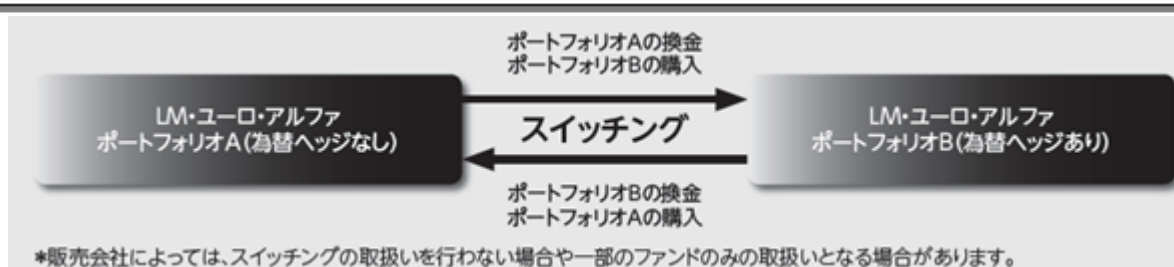 ポートフォリオAの換金
ポートフォリオBの購入
LM・ユーロ・アルファ
ポートフォリオA(為替ヘッジなし)
スイッチング
LM・ユーロ・アルファ
ポートフォリオB(為替ヘッジあり)
ポートフォリオBの換金
ポートフォリオAの購入
*販売会社によっては、スイッチングの取扱いを行わない場合や一部のファンドのみの取扱いとなる場合があります。